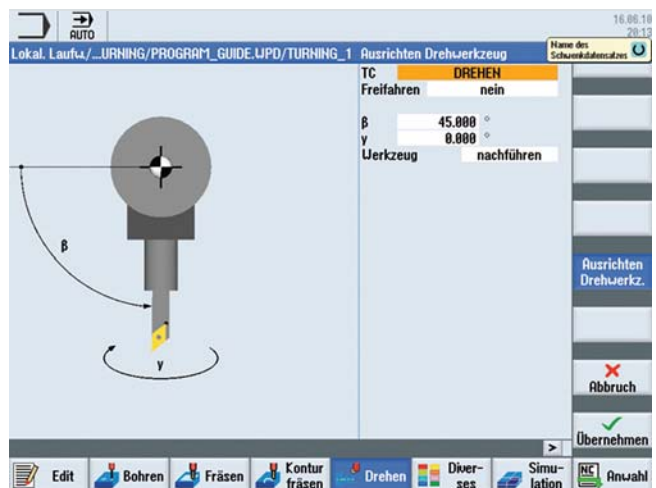 16.06.10
20:13
AUTO
Lokal. Laufw./...URNING/PROGRAM_GUIDE.WPD/TURNING_1
Ausrichten Drehwerkzeug
Name des
Schwenkdatensatzes
TC DREHEN
Freifahren nein
β 45.000 °
γ 0.000 °
Werkzeug nachführen
β
γ
Ausrichten
Drehwerkz.
Abbruch
Übernehmen
>
Edit
Bohren
Fräsen
Kontur
fräsen
Drehen
Diver-
ses
Simu-
lation
NC
Anwahl